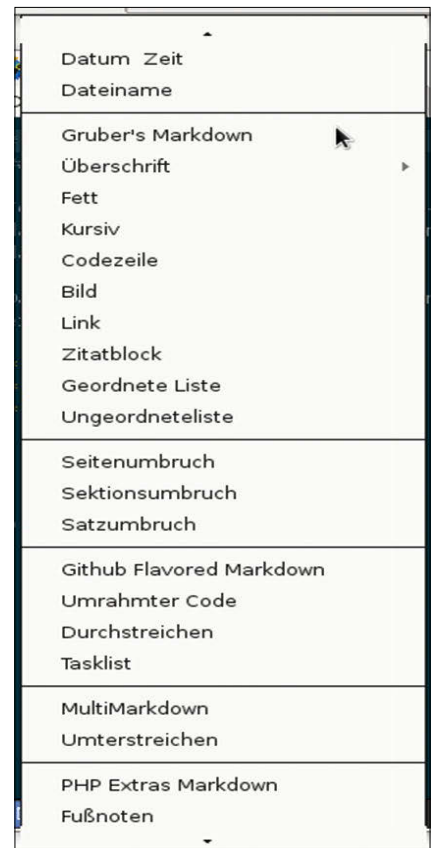 Datum  Zeit
Dateiname
Gruber's Markdown
Überschrift
Fett
Kursiv
Codezeile
Bild
Link
Zitatblock
Geordnete Liste
Ungeordneteliste
Seitenumbruch
Sektionsumbruch
Satzumbruch
Github Flavored Markdown
Umrahmter Code
Durchstreichen
Tasklist
MultiMarkdown
Umterstreichen
PHP Extras Markdown
Fußnoten